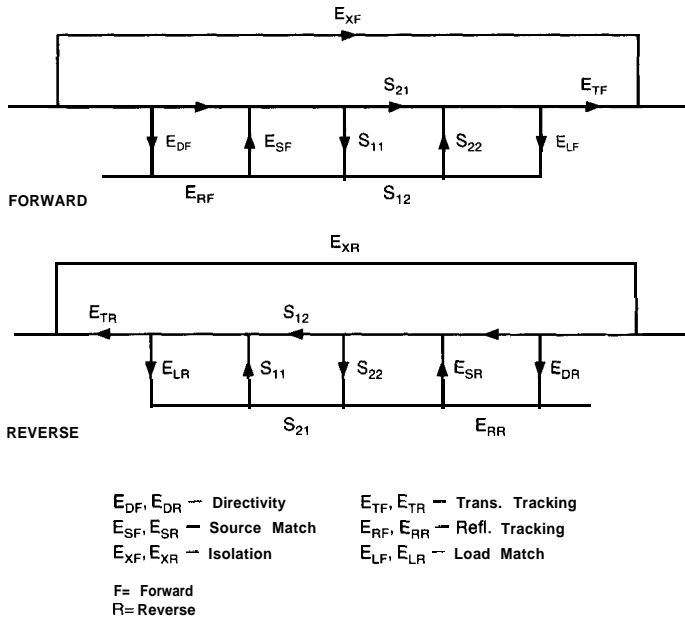 E_XF
S_21 E_TF
E_DF E_SF S_11 S_22 E_LF
E_RF S_12
FORWARD
E_XR
E_TR S_12
E_LR S_11 S_22 E_SR E_DR
S_21 E_RR
REVERSE
E_DF, E_DR — Directivity
E_SF, E_SR — Source Match
E_XF, E_XR — Isolation
E_TF, E_TR — Trans. Tracking
E_RF, E_RR — Refl. Tracking
E_LF, E_LR — Load Match
F= Forward
R= Reverse